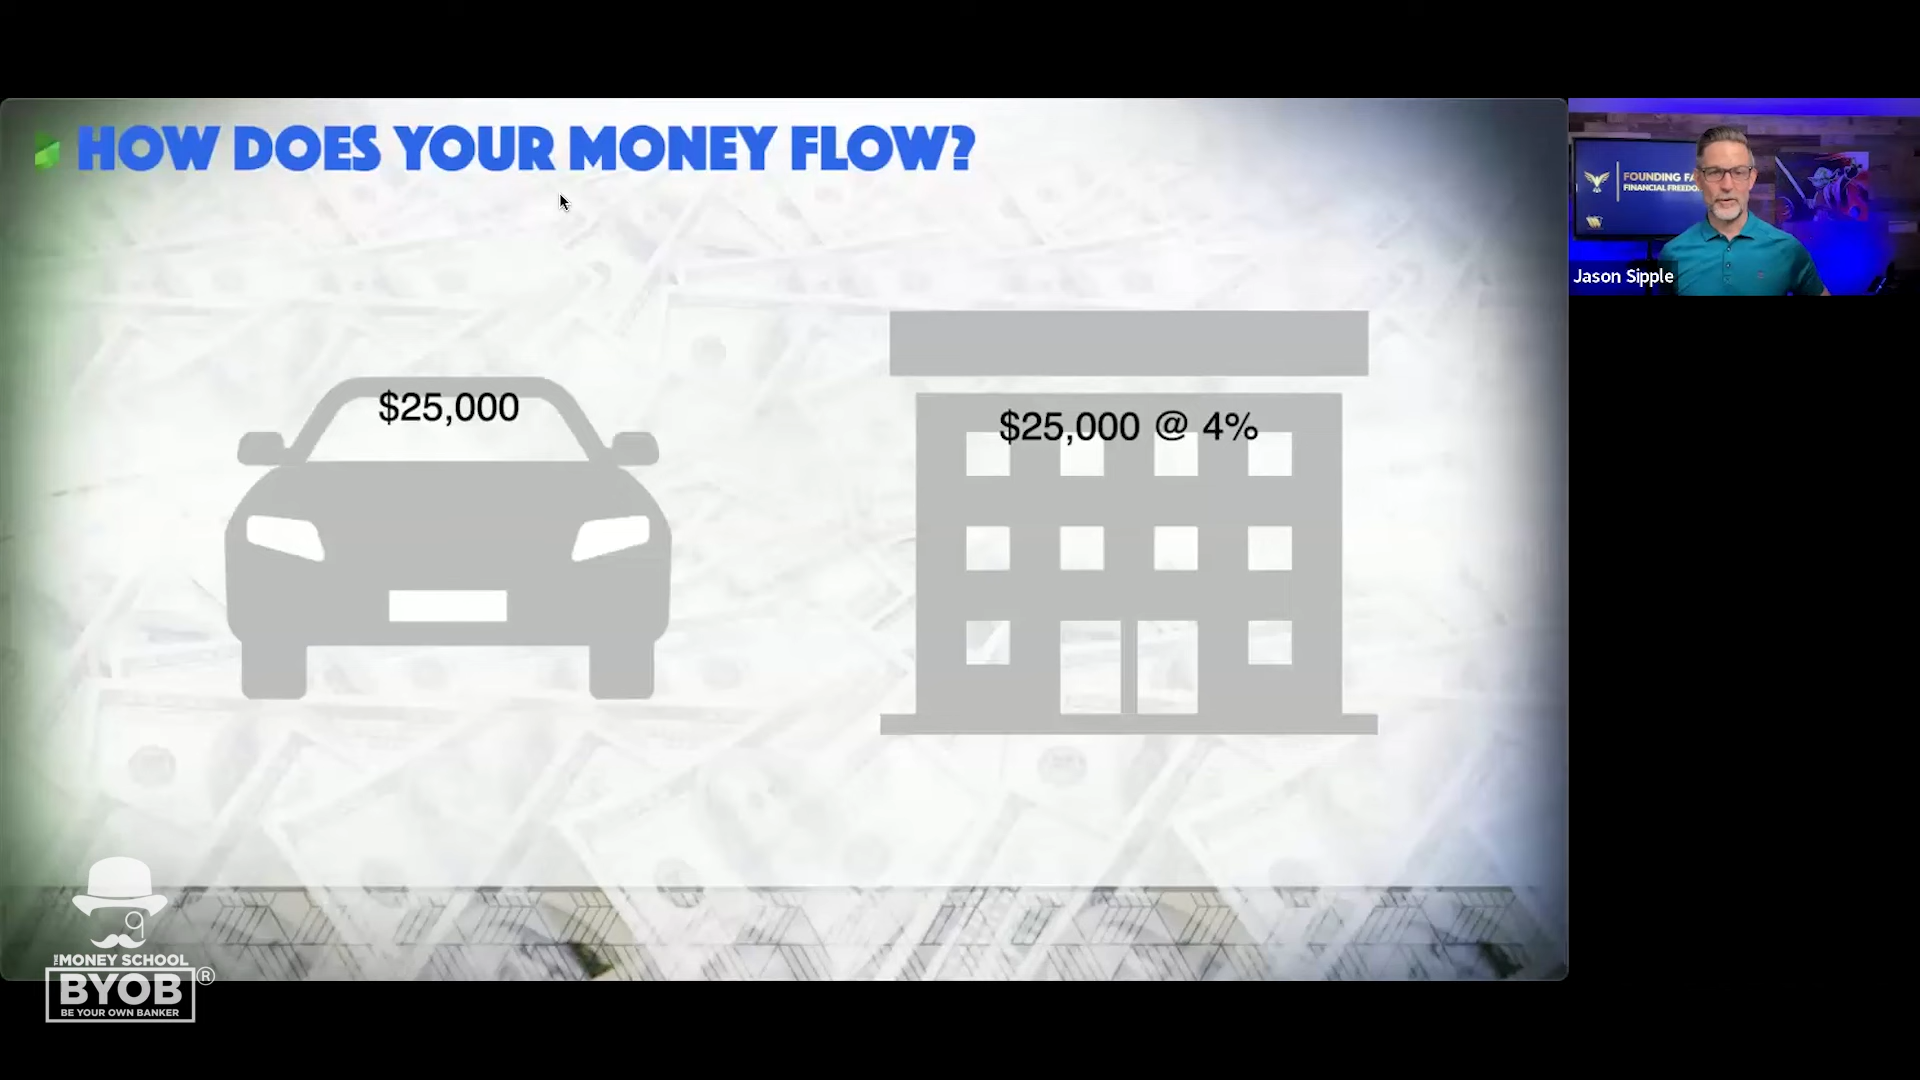 HOW DOES YOUR MONEY FLOW?
$25,000
$25,000 @ 4%
FOUNDING FA
FINANCIAL FREEDO
Jason Sipple
THE MONEY SCHOOL
BYOB®
BE YOUR OWN BANKER